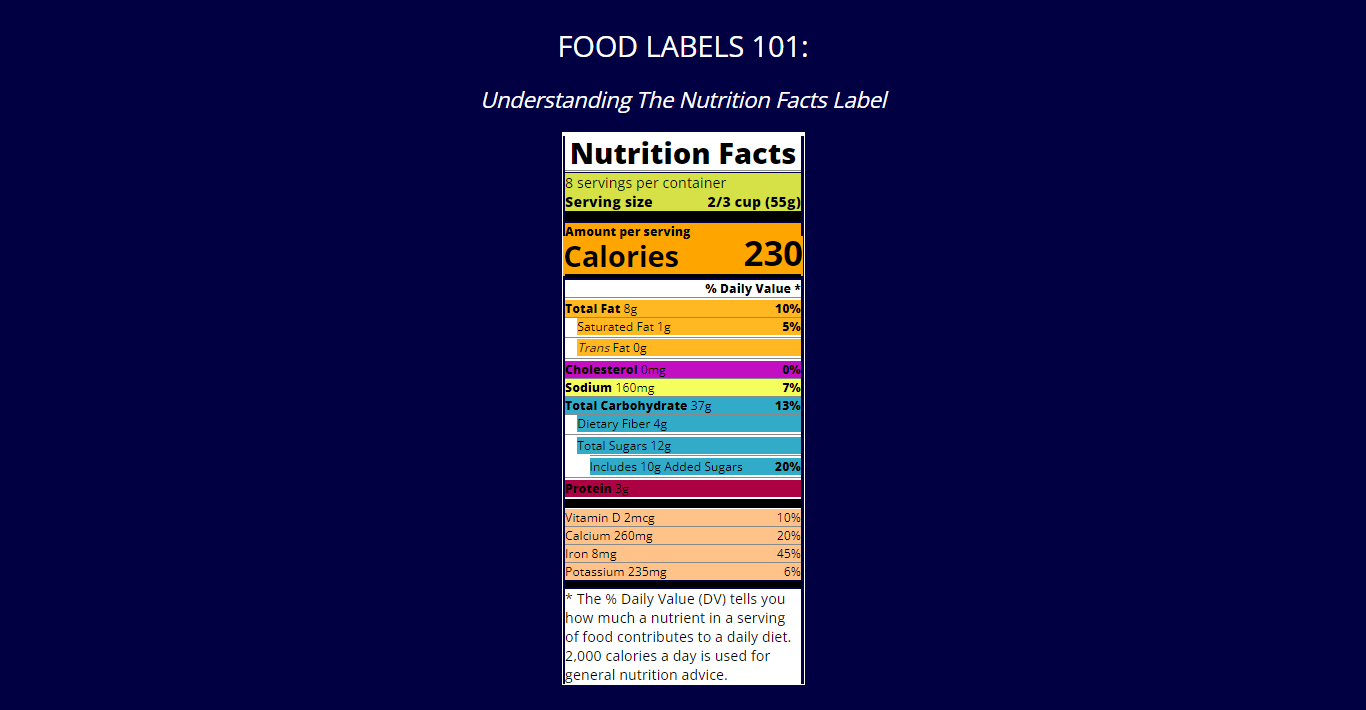 FOOD LABELS 101:
Understanding The Nutrition Facts Label
Nutrition Facts
8 servings per container
Serving size 2/3 cup (55g)
Amount per serving
Calories 230
% Daily Value *
Total Fat 8g 10%
Saturated Fat 1g 5%
Trans Fat 0g
Cholesterol 0mg 0%
Sodium 160mg 7%
Total Carbohydrate 37g 13%
Dietary Fiber 4g
Total Sugars 12g
Includes 10g Added Sugars 20%
Protein 3g
Vitamin D 2mcg 10%
Calcium 260mg 20%
Iron 8mg 45%
Potassium 235mg 6%
* The % Daily Value (DV) tells you
how much a nutrient in a serving
of food contributes to a daily diet.
2,000 calories a day is used for
general nutrition advice.